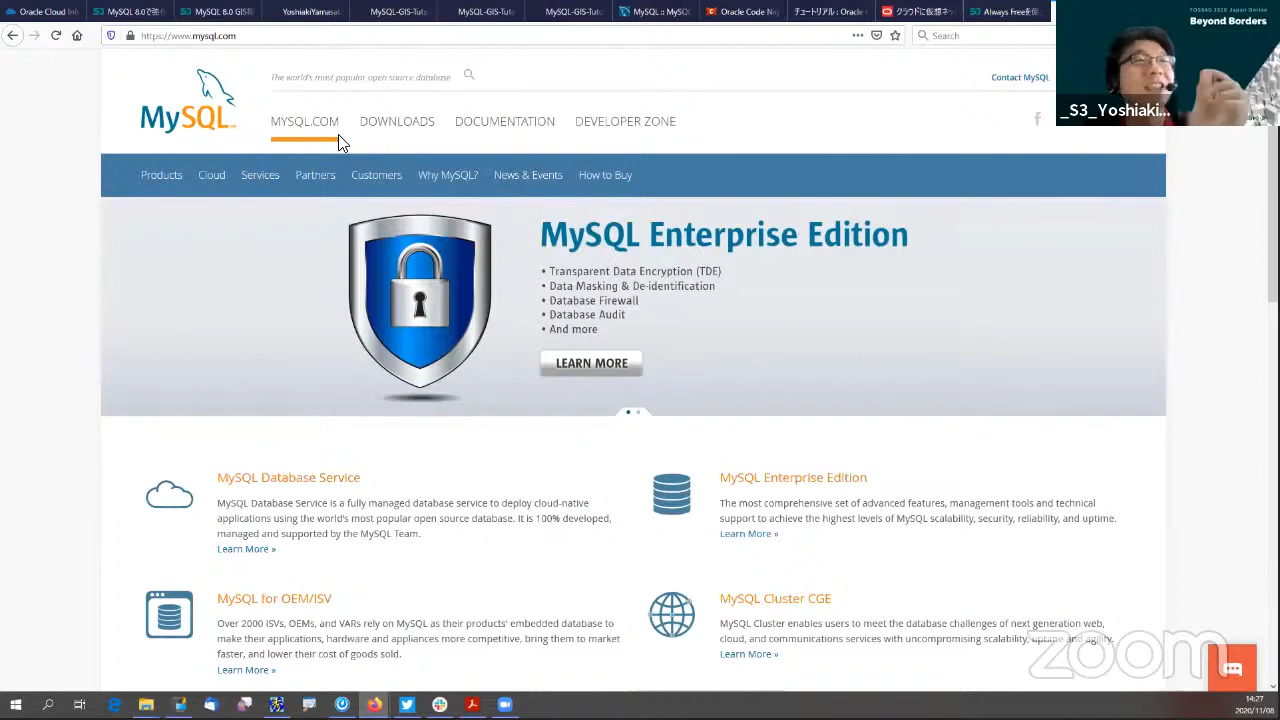 Oracle Cloud Inf
MySQL 8.0で強化
MySQL 8.0 GIS機
YoshiakiYamasak
MySQL-GIS-Tuto
MySQL-GIS-Tuto
MySQL-GIS-Tuto
MySQL :: MySQ
Oracle Code Nig
チュートリアル : Oracle C
クラウドに仮想ネット
Always Freeを使
https://www.mysql.com
Search
FOSS4G 2020 Japan Online
Beyond Borders
_S3_Yoshiaki...
The world's most popular open source database
Contact MySQL
MySQL
MYSQL.COM DOWNLOADS DOCUMENTATION DEVELOPER ZONE
Products Cloud Services Partners Customers Why MySQL? News & Events How to Buy
MySQL Enterprise Edition
• Transparent Data Encryption (TDE)
• Data Masking & De-identification
• Database Firewall
• Database Audit
• And more
LEARN MORE
MySQL Database Service
MySQL Database Service is a fully managed database service to deploy cloud-native
applications using the world's most popular open source database. It is 100% developed,
managed and supported by the MySQL Team.
Learn More »
MySQL Enterprise Edition
The most comprehensive set of advanced features, management tools and technical
support to achieve the highest levels of MySQL scalability, security, reliability, and uptime.
Learn More »
MySQL for OEM/ISV
Over 2000 ISVs, OEMs, and VARs rely on MySQL as their products' embedded database to
make their applications, hardware and appliances more competitive, bring them to market
faster, and lower their cost of goods sold.
Learn More »
MySQL Cluster CGE
MySQL Cluster enables users to meet the database challenges of next generation web,
cloud, and communications services with uncompromising scalability, uptime and agility.
Learn More »
zoom
14:27
2020/11/08